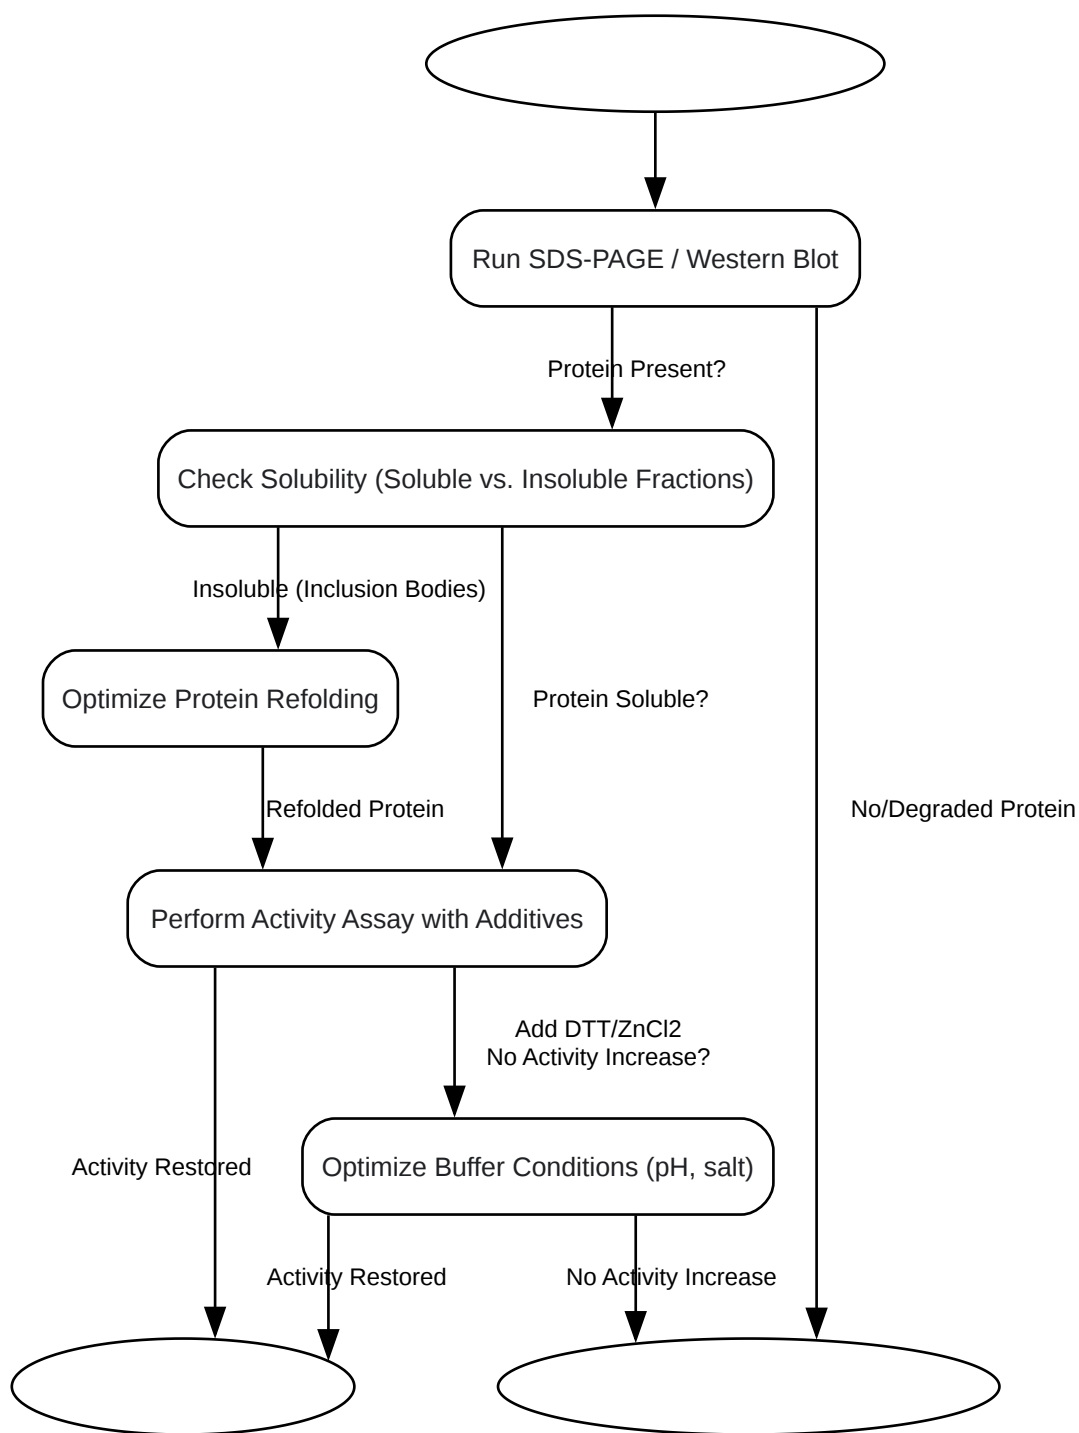 Run SDS-PAGE / Western Blot
Protein Present?
Check Solubility (Soluble vs. Insoluble Fractions)
Insoluble (Inclusion Bodies)
Optimize Protein Refolding
Protein Soluble?
Refolded Protein
No/Degraded Protein
Perform Activity Assay with Additives
Add DTT/ZnCl2
No Activity Increase?
Activity Restored
Optimize Buffer Conditions (pH, salt)
Activity Restored
No Activity Increase